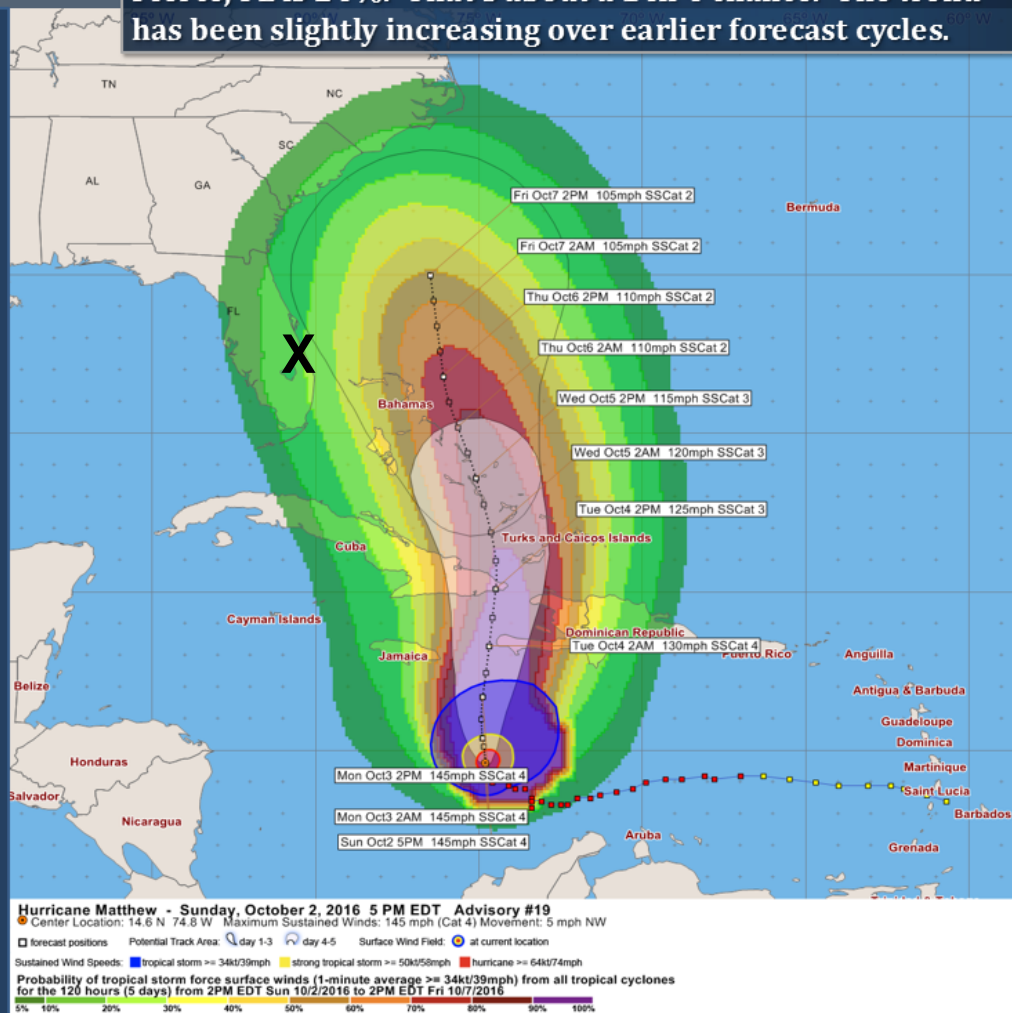 has been slightly increasing over earlier forecast cycles.
75° W
70° W
60° W
TN
NC
SC
AL
GA
Fri Oct7 2PM 105mph SSCat 2
Bermuda
Fri Oct7 2AM 105mph SSCat 2
Thu Oct6 2PM 110mph SSCat 2
FL
X
Thu Oct6 2AM 110mph SSCat 2
Bahamas
Wed Oct5 2PM 115mph SSCat 3
Wed Oct5 2AM 120mph SSCat 3
Tue Oct4 2PM 125mph SSCat 3
Turks and Caicos Islands
Cuba
Cayman Islands
Dominican Republic
Tue Oct4 2AM 130mph SSCat 4
Puerto Rico
Jamaica
Anguilla
Belize
Antigua & Barbuda
Guadeloupe
Dominica
Honduras
Martinique
Mon Oct3 2PM 145mph SSCat 4
Salvador
Saint Lucia
Nicaragua
Mon Oct3 2AM 145mph SSCat 4
Barbados
Sun Oct2 5PM 145mph SSCat 4
Aruba
Grenada
Hurricane Matthew - Sunday, October 2, 2016 5 PM EDT Advisory #19
Center Location: 14.6 N 74.8 W Maximum Sustained Winds: 145 mph (Cat 4) Movement: 5 mph NW
forecast positions Potential Track Area: day 1-3 day 4-5 Surface Wind Field: at current location
Sustained Wind Speeds: tropical storm >= 34kt/39mph) strong tropical storm >= 50kt/58mph) hurricane >= 64kt/74mph)
Probability of tropical storm force surface winds (1-minute average >= 34kt/39mph) from all tropical cyclones
for the 120 hours (5 days) from 2PM EDT Sun 10/2/2016 to 2PM EDT Fri 10/7/2016
5% 10% 20% 30% 40% 50% 60% 70% 80% 90% 100%